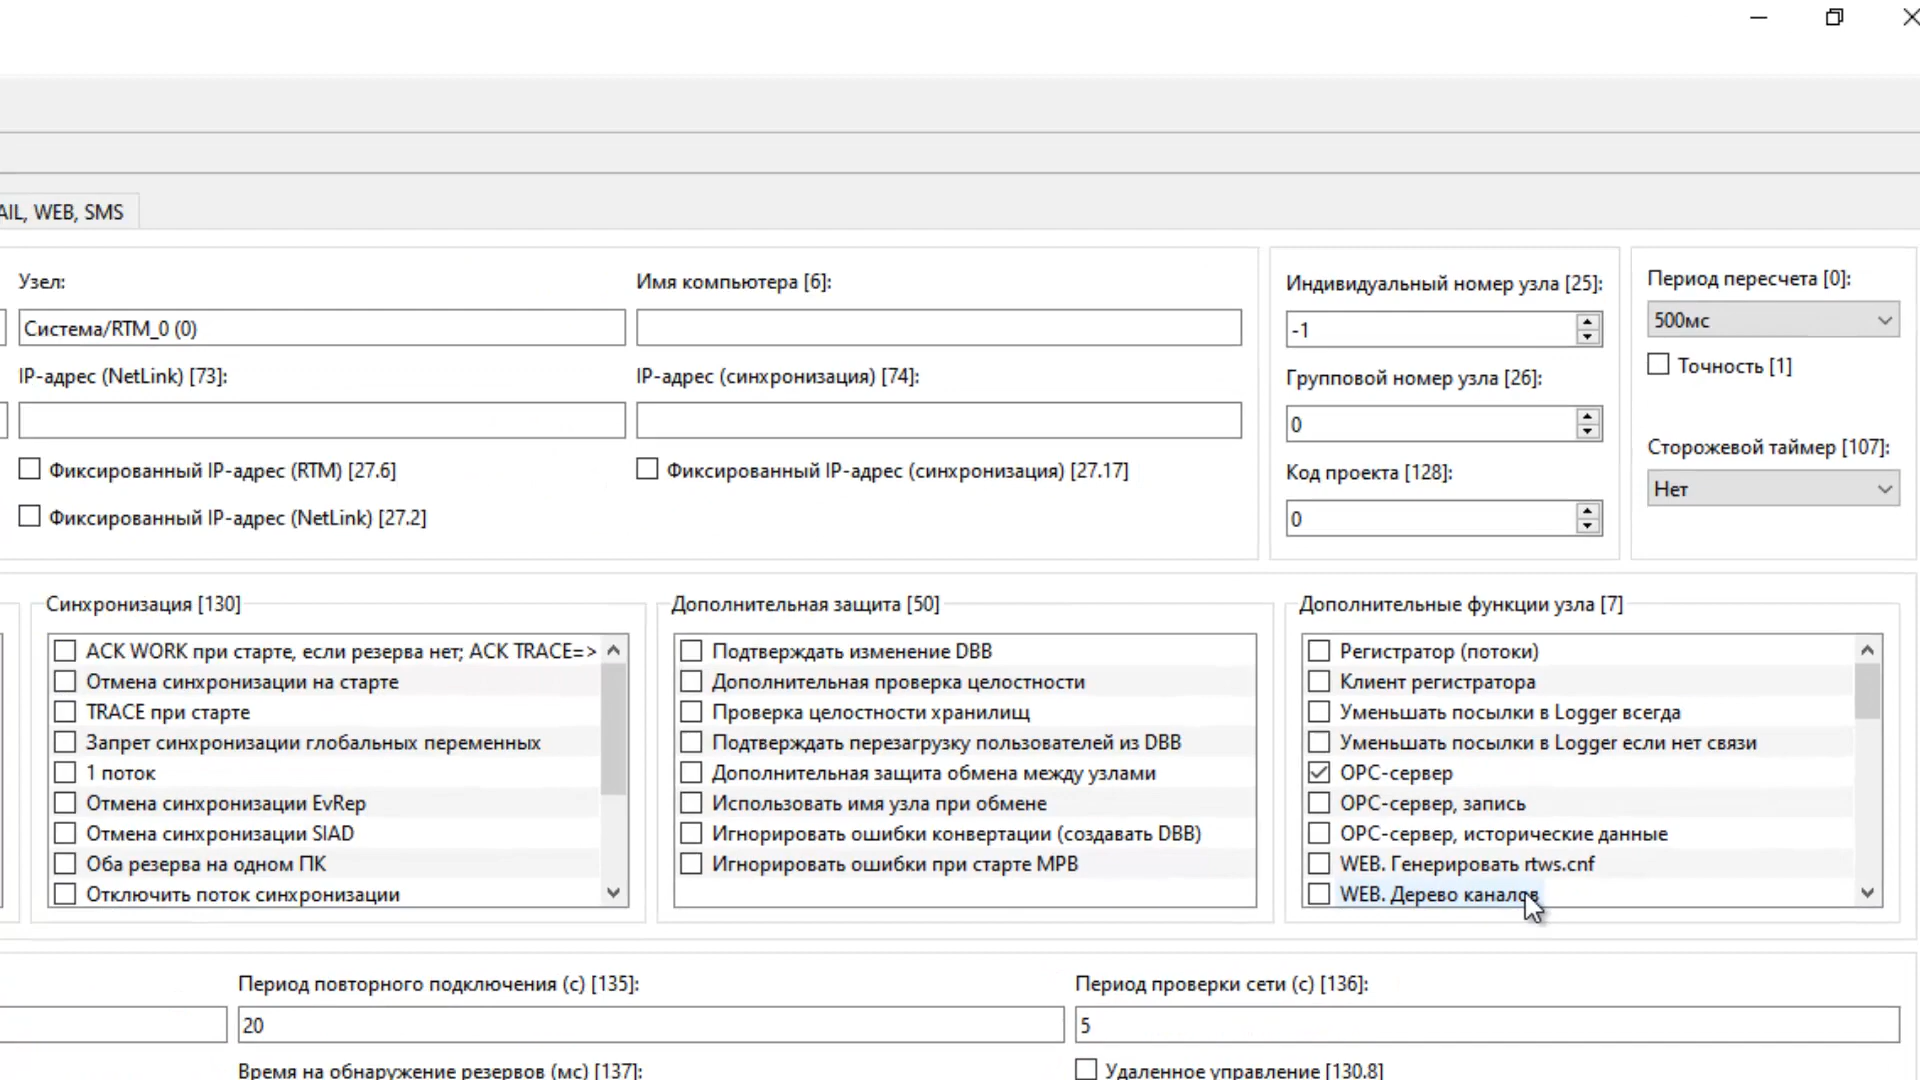 AIL, WEB, SMS
Узел:
Имя компьютера [6]:
Индивидуальный номер узла [25]:
Период пересчета [0]:
Система/RTM_0 (0)
-1
500мс
IP-адрес (NetLink) [73]:
IP-адрес (синхронизация) [74]:
Групповой номер узла [26]:
Точность [1]
0
Сторожевой таймер [107]:
Фиксированный IP-адрес (RTM) [27.6]
Фиксированный IP-адрес (синхронизация) [27.17]
Код проекта [128]:
Нет
Фиксированный IP-адрес (NetLink) [27.2]
0
Синхронизация [130]
ACK WORK при старте, если резерва нет; ACK TRACE=>
Отмена синхронизации на старте
TRACE при старте
Запрет синхронизации глобальных переменных
1 поток
Отмена синхронизации EvRep
Отмена синхронизации SIAD
Оба резерва на одном ПК
Отключить поток синхронизации
Дополнительная защита [50]
Подтверждать изменение DBB
Дополнительная проверка целостности
Проверка целостности хранилищ
Подтверждать перезагрузку пользователей из DBB
Дополнительная защита обмена между узлами
Использовать имя узла при обмене
Игнорировать ошибки конвертации (создавать DBB)
Игнорировать ошибки при старте МРВ
Дополнительные функции узла [7]
Регистратор (потоки)
Клиент регистратора
Уменьшать посылки в Logger всегда
Уменьшать посылки в Logger если нет связи
OPC-сервер
OPC-сервер, запись
OPC-сервер, исторические данные
WEB. Генерировать rtws.cnf
WEB. Дерево каналов
Период повторного подключения (с) [135]:
Период проверки сети (с) [136]:
20
5
Время на обнаружение резервов (мс) [137]:
Удаленное управление [130.8]